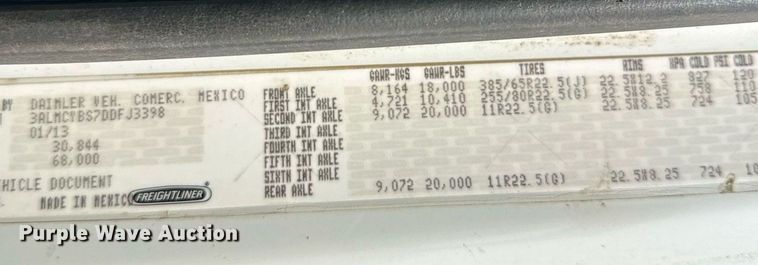 GAWR-KGS GAWR-LBS TIRES RIMS KPA COLD PSI COLD
BY DAIMLER VEH. COMERC. MEXICO
FRONT AXLE 8,164 18,000 385/65R22.5(J) 22.5X12.2 827 120
FIRST INT AXLE 4,721 10,410 255/80R22.5(G) 22.5X8.25 758 110
SECOND INT AXLE 9,072 20,000 11R22.5(G) 22.5X8.25 724 105
3ALMCYBS7DDFJ3398
01/13
THIRD INT AXLE
30,844
FOURTH INT AXLE
68,000
FIFTH INT AXLE
SIXTH INT AXLE
REAR AXLE 9,072 20,000 11R22.5(G) 22.5X8.25 724 10
HICLE DOCUMENT
MADE IN MEXICO FREIGHTLINER
Purple Wave Auction